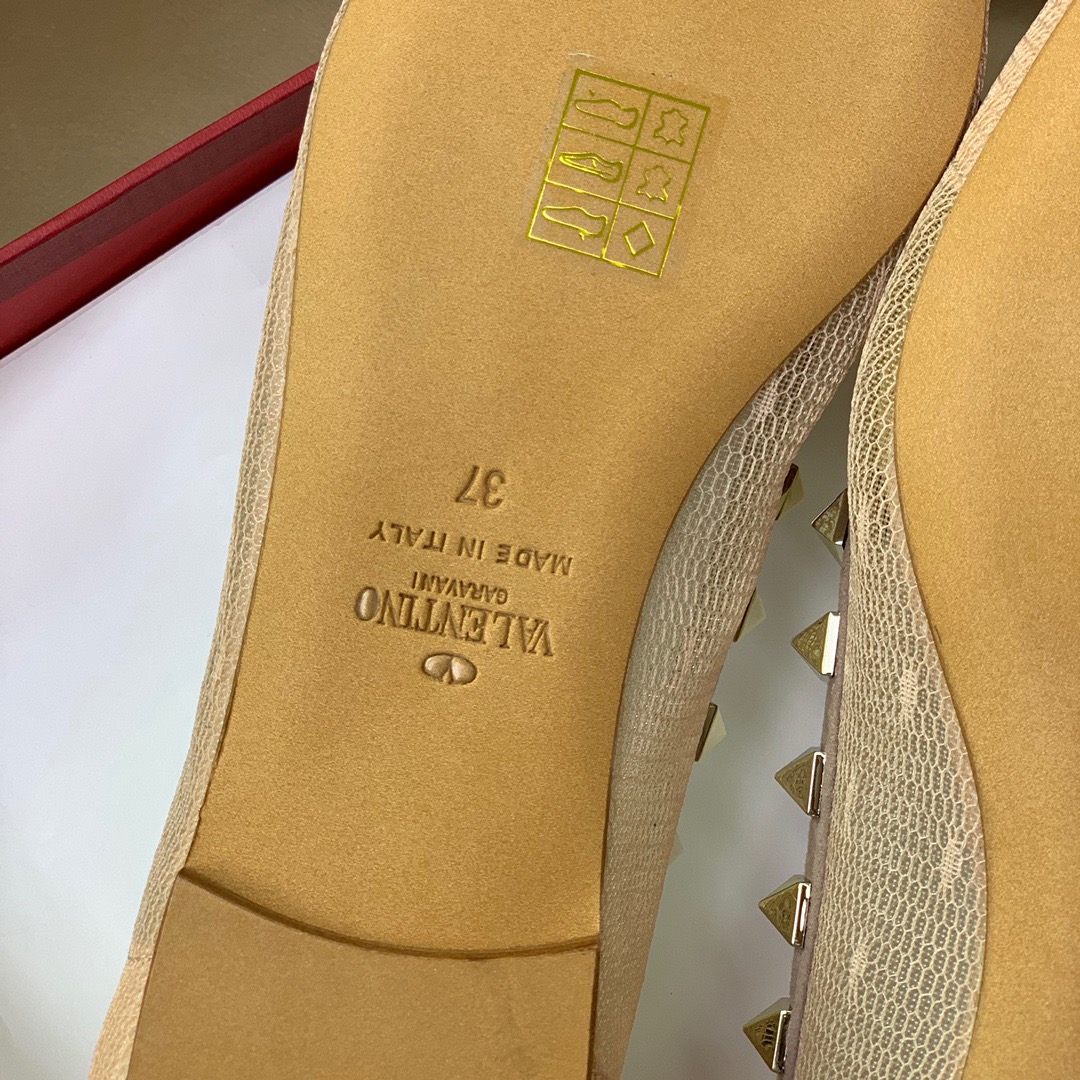 VALENTINO
GARAVANI
MADE IN ITALY
37